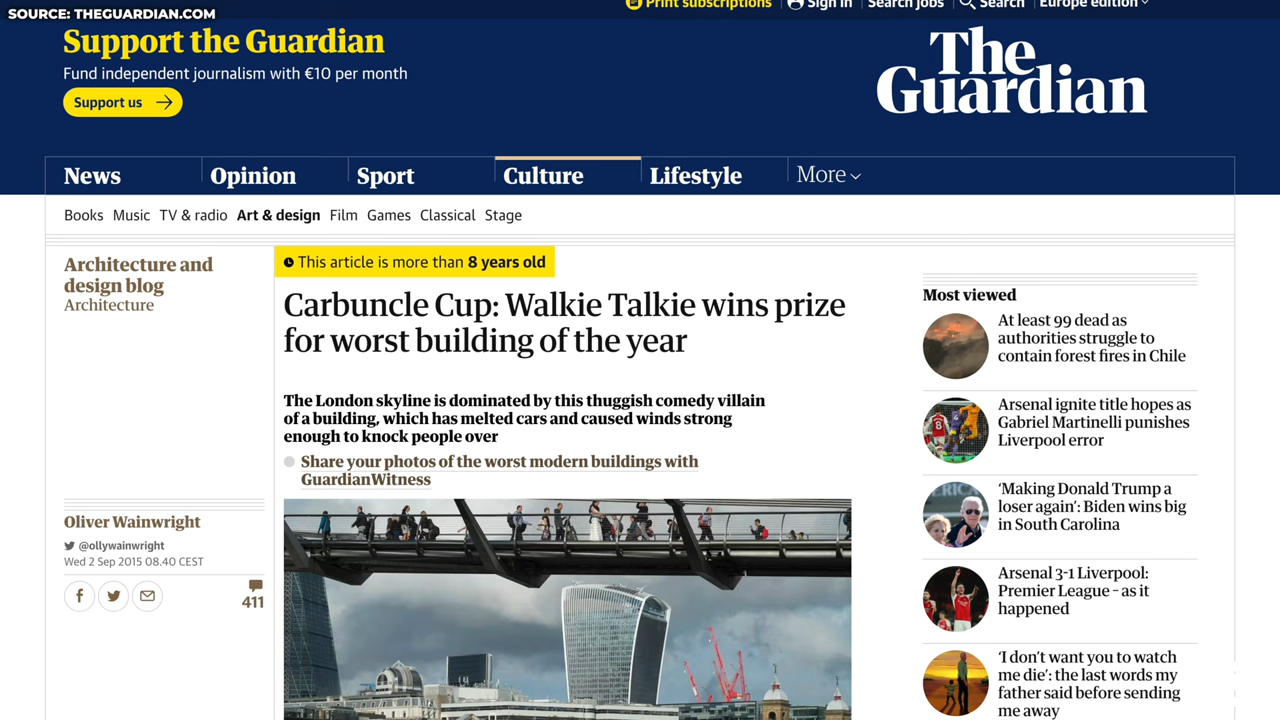 SOURCE: THEGUARDIAN.COM
Print subscriptions
Sign in
Search jobs
Search
Europe edition
Support the Guardian
Fund independent journalism with €10 per month
Support us
The
Guardian
News
Opinion
Sport
Culture
Lifestyle
More
Books
Music
TV & radio
Art & design
Film
Games
Classical
Stage
Architecture and
design blog
Architecture
This article is more than 8 years old
Carbuncle Cup: Walkie Talkie wins prize
for worst building of the year
The London skyline is dominated by this thuggish comedy villain
of a building, which has melted cars and caused winds strong
enough to knock people over
Share your photos of the worst modern buildings with
GuardianWitness
Oliver Wainwright
@ollywainwright
Wed 2 Sep 2015 08.40 CEST
411
Most viewed
At least 99 dead as
authorities struggle to
contain forest fires in Chile
Arsenal ignite title hopes as
Gabriel Martinelli punishes
Liverpool error
‘Making Donald Trump a
loser again’: Biden wins big
in South Carolina
Arsenal 3-1 Liverpool:
Premier League – as it
happened
‘I don’t want you to watch
me die’: the last words my
father said before sending
me away